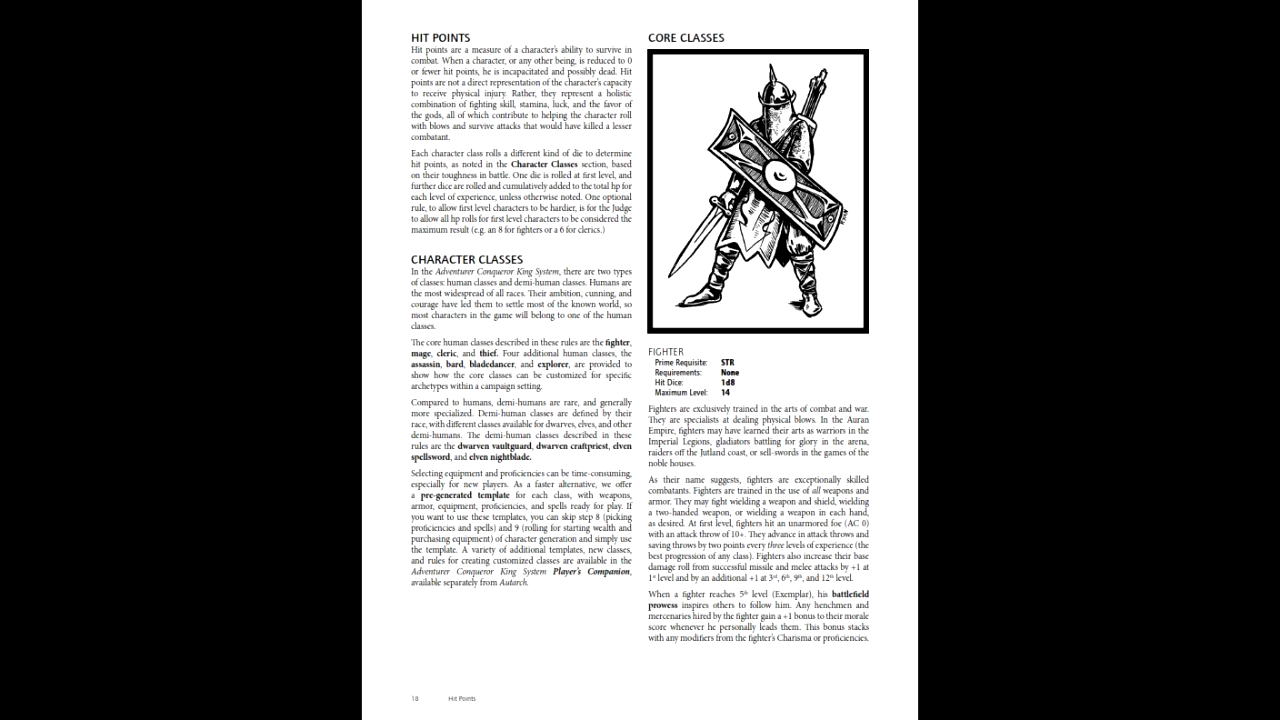 HIT POINTS
Hit points are a measure of a character's ability to survive in
combat. When a character, or any other being, is reduced to 0
or fewer hit points, he is incapacitated and possibly dead. Hit
points are not a direct representation of the character's capacity
to receive physical injury. Rather, they represent a holistic
combination of fighting skill, stamina, luck, and the favor of
the gods, all of which contribute to helping the character roll
with blows and survive attacks that would have killed a lesser
combatant.
Each character class rolls a different kind of die to determine
hit points, as noted in the Character Classes section, based
on their toughness in battle. One die is rolled at first level, and
further dice are rolled and cumulatively added to the total hp for
each level of experience, unless otherwise noted. One optional
rule, to allow first level characters to be hardier, is for the Judge
to allow all hp rolls for first level characters to be considered the
maximum result (e.g. an 8 for fighters or a 6 for clerics.)
CHARACTER CLASSES
In the Adventurer Conqueror King System, there are two types
of classes: human classes and demi-human classes. Humans are
the most widespread of all races. Their ambition, cunning, and
courage have led them to settle most of the known world, so
most characters in the game will belong to one of the human
classes.
The core human classes described in these rules are the fighter,
mage, cleric, and thief. Four additional human classes, the
assassin, bard, bladedancer, and explorer, are provided to
show how the core classes can be customized for specific
archetypes within a campaign setting.
Compared to humans, demi-humans are rare, and generally
more specialized. Demi-human classes are defined by their
race, with different classes available for dwarves, elves, and other
demi-humans. The demi-human classes described in these
rules are the dwarven vaultguard, dwarven craftpriest, elven
spellsword, and elven nightblade.
Selecting equipment and proficiencies can be time-consuming,
especially for new players. As a faster alternative, we offer
a pre-generated template for each class, with weapons,
armor, equipment, proficiencies, and spells ready for play. If
you want to use these templates, you can skip step 8 (picking
proficiencies and spells) and 9 (rolling for starting wealth and
purchasing equipment) of character generation and simply use
the template. A variety of additional templates, new classes,
and rules for creating customized classes are available in the
Adventurer Conqueror King System Player's Companion,
available separately from Autarch.
CORE CLASSES
FIGHTER
Prime Requisite: STR
Requirements: None
Hit Dice: 1d8
Maximum Level: 14
Fighters are exclusively trained in the arts of combat and war.
They are specialists at dealing physical blows. In the Auran
Empire, fighters may have learned their arts as warriors in the
Imperial Legions, gladiators battling for glory in the arena,
raiders off the Jutland coast, or sell-swords in the games of the
noble houses.
As their name suggests, fighters are exceptionally skilled
combatants. Fighters are trained in the use of all weapons and
armor. They may fight wielding a weapon and shield, wielding
a two-handed weapon, or wielding a weapon in each hand,
as desired. At first level, fighters hit an unarmored foe (AC 0)
with an attack throw of 10+. They advance in attack throws and
saving throws by two points every three levels of experience (the
best progression of any class). Fighters also increase their base
damage roll from successful missile and melee attacks by +1 at
1st level and by an additional +1 at 3rd, 6th, 9th, and 12th level.
When a fighter reaches 5th level (Exemplar), his battlefield
prowess inspires others to follow him. Any henchmen and
mercenaries hired by the fighter gain a +1 bonus to their morale
score whenever he personally leads them. This bonus stacks
with any modifiers from the fighter's Charisma or proficiencies.
18 Hit Points